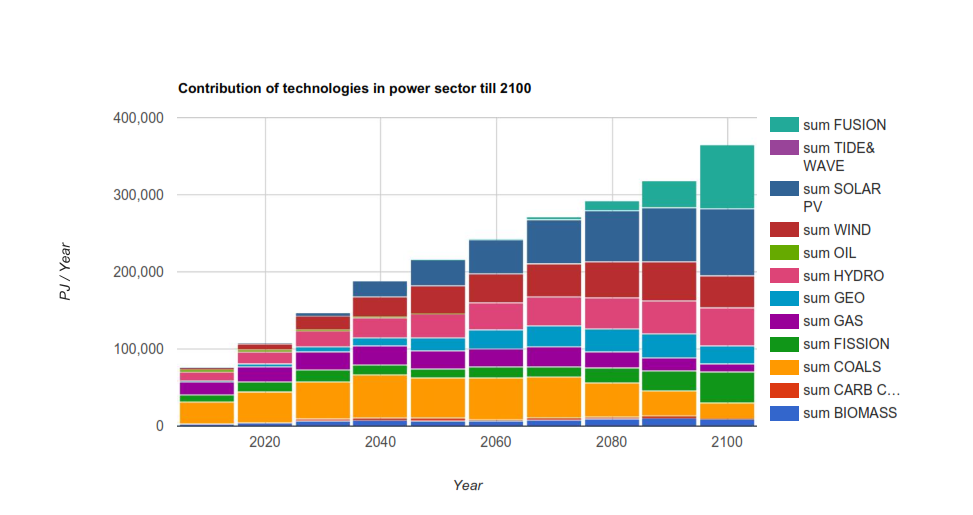 Contribution of technologies in power sector till 2100
400,000
300,000
200,000
100,000
0
PJ / Year
2020
2040
2060
2080
2100
Year
sum FUSION
sum TIDE&
WAVE
sum SOLAR
PV
sum WIND
sum OIL
sum HYDRO
sum GEO
sum GAS
sum FISSION
sum COALS
sum CARB C...
sum BIOMASS